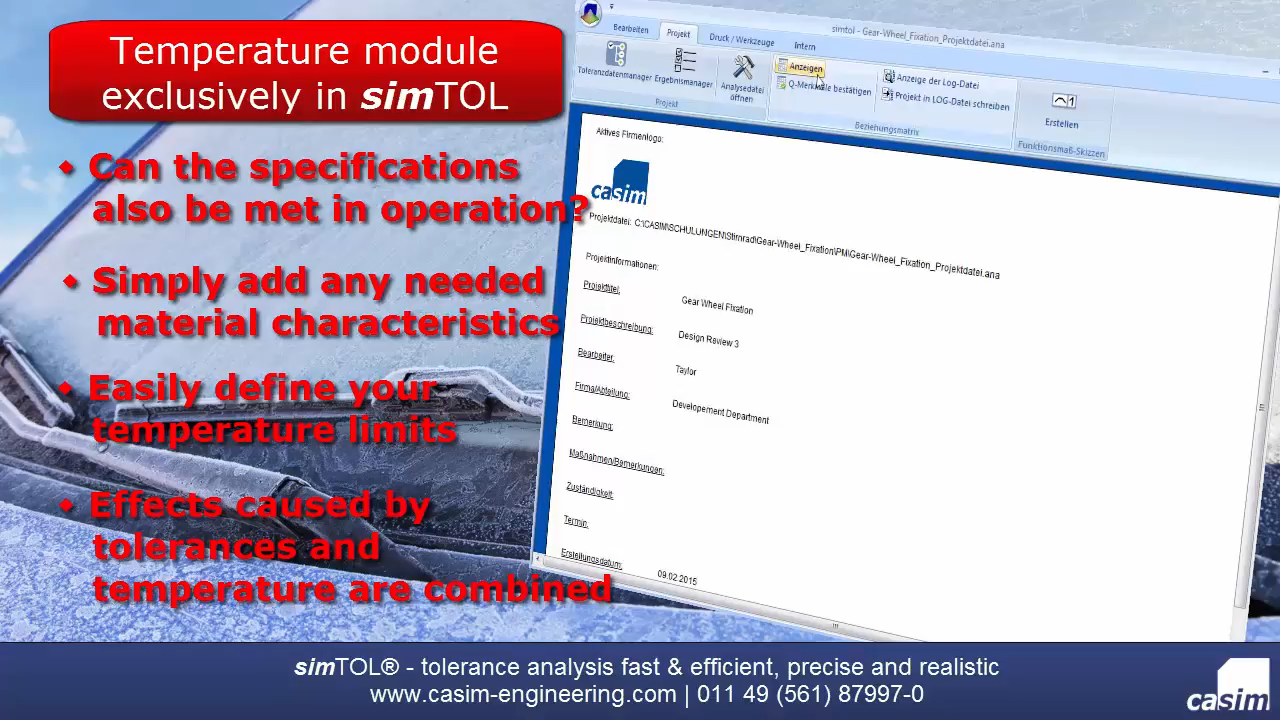 Temperature module
exclusively in simTOL
◆ Can the specifications
also be met in operation?
◆ Simply add any needed
material characteristics
◆ Easily define your
temperature limits
◆ Effects caused by
tolerances and
temperature are combined
simtol - Gear-Wheel_Fixation_Projektdatei.ana
Bearbeiten Projekt Druck / Werkzeuge Intern
Toleranzdatenmanager Ergebnismanager Analysedatei öffnen
Projekt
Anzeigen
Q-Merkmale bestätigen
Anzeige der Log-Datei
Projekt in LOG-Datei schreiben
Beziehungsmatrix
Erstellen
Funktionsmaß-Skizzen
Aktives Firmenlogo:
casim
Projektdatei: C:\CASIM\SCHULUNGEN\Stirnrad\Gear-Wheel_Fixation\PM\Gear-Wheel_Fixation_Projektdatei.ana
Projektinformationen:
Projekttitel: Gear Wheel Fixation
Projektbeschreibung: Design Review 3
Bearbeiter: Taylor
Firma/Abteilung: Developement Department
Bemerkung:
Maßnahmen/Bemerkungen:
Zuständigkeit:
Termin:
Erstellungsdatum: 09.02.2015
simTOL® - tolerance analysis fast & efficient, precise and realistic
www.casim-engineering.com | 011 49 (561) 87997-0
casim